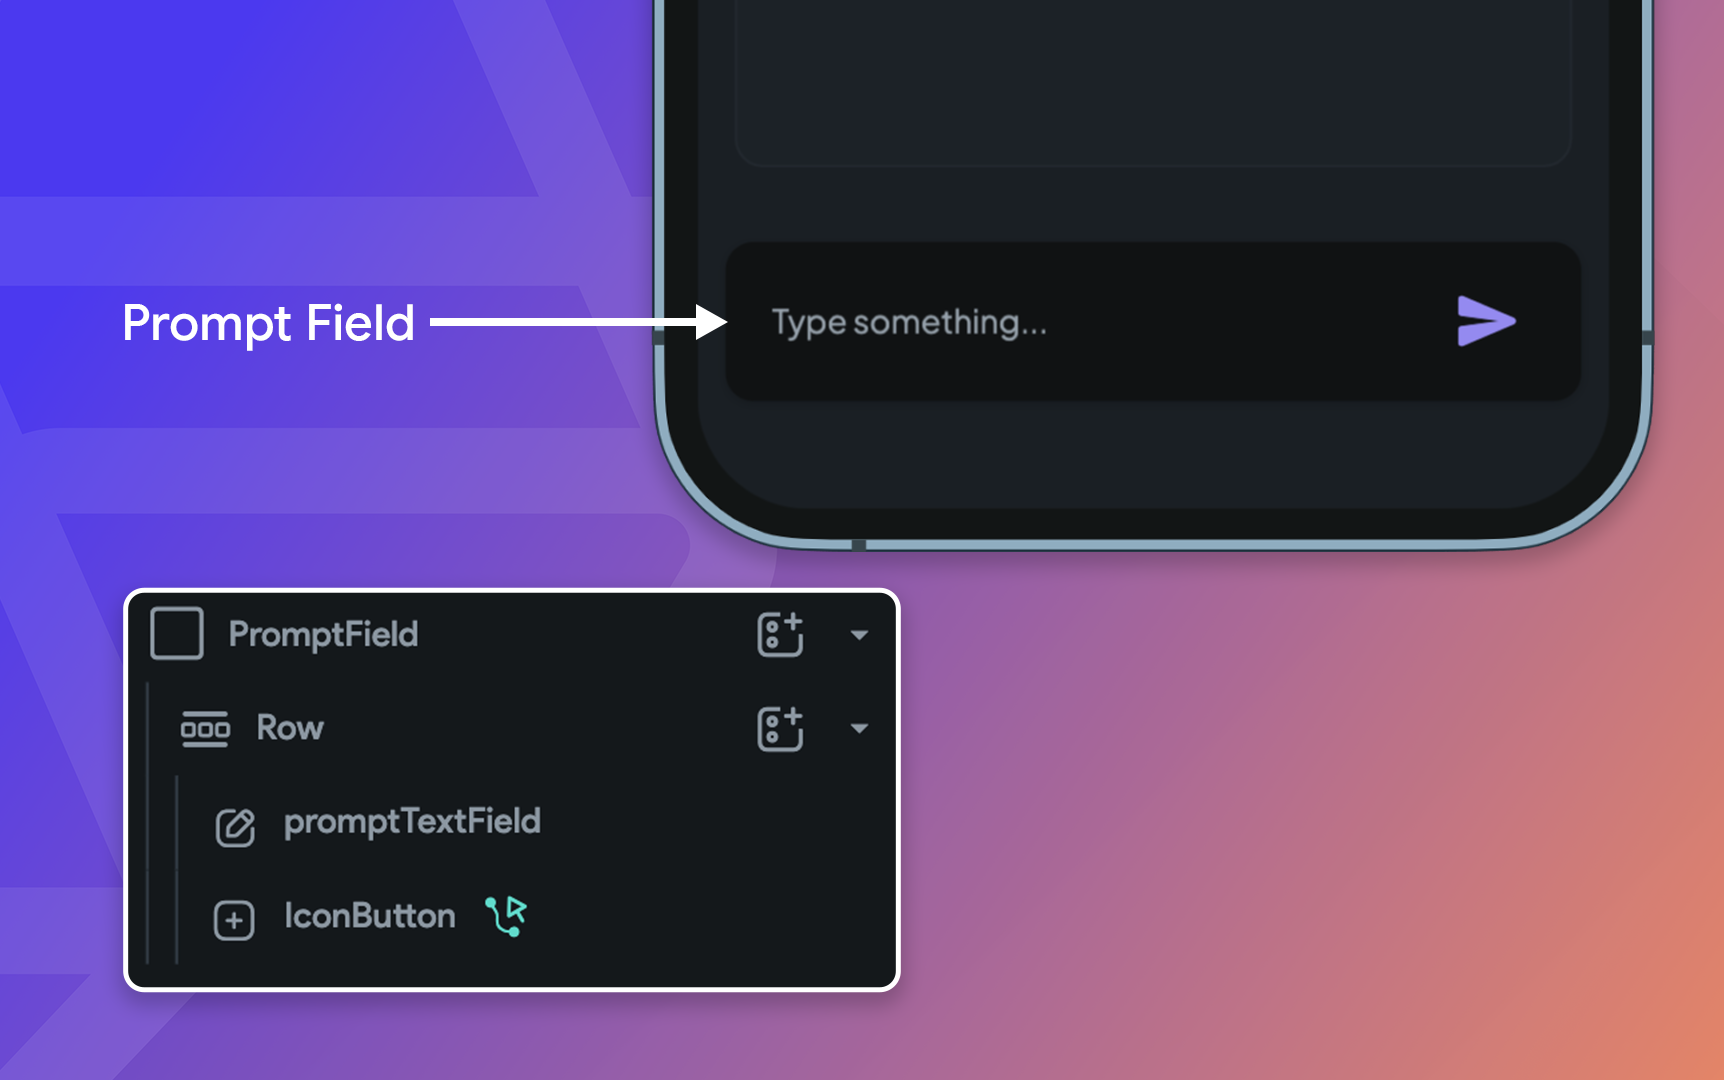 Prompt Field
Type something...
PromptField
Row
promptTextField
IconButton